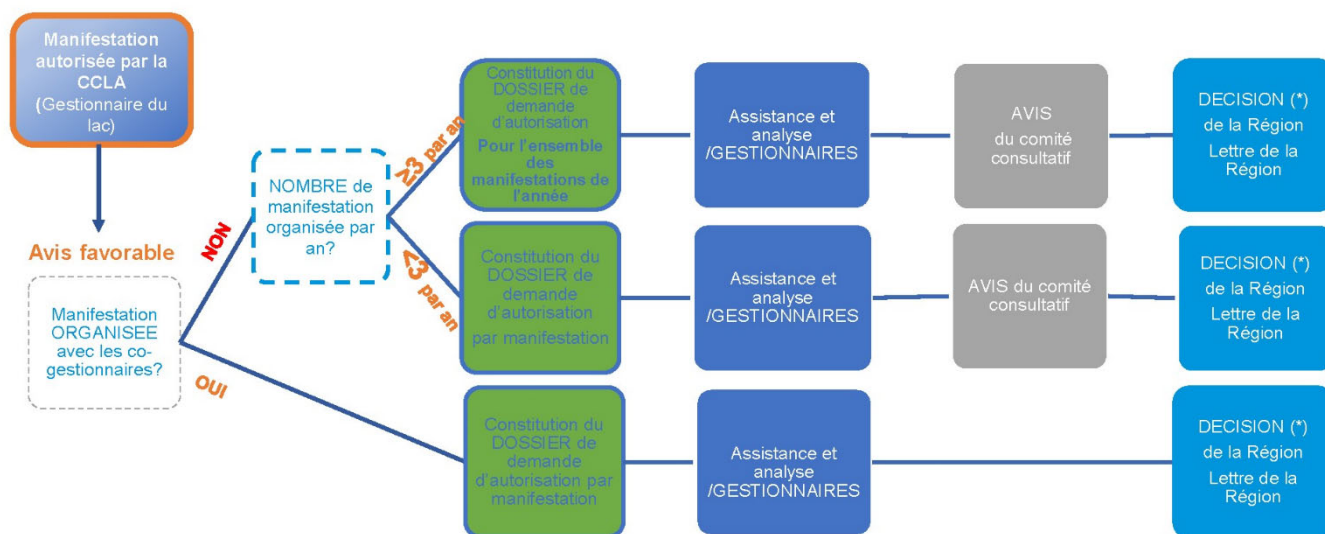 Manifestation
autorisée par la
CCLA
(Gestionnaire du
lac)
Avis favorable
Manifestation
ORGANISEE
avec les co-
gestionnaires?
NON
OUI
NOMBRE de
manifestation
organisée par
an?
≥3 par an
<3 par an
Constitution du
DOSSIER de
demande
d'autorisation
Pour l'ensemble
des
manifestations de
l'année
Assistance et
analyse
/GESTIONNAIRES
AVIS
du comité
consultatif
DECISION (*)
de la Région
Lettre de la
Région
Constitution du
DOSSIER de
demande
d'autorisation
par manifestation
Assistance et
analyse
/GESTIONNAIRES
AVIS du comité
consultatif
DECISION (*)
de la Région
Lettre de la
Région
Constitution du
DOSSIER de
demande
d'autorisation par
manifestation
Assistance et
analyse
/GESTIONNAIRES
DECISION (*)
de la Région
Lettre de la
Région